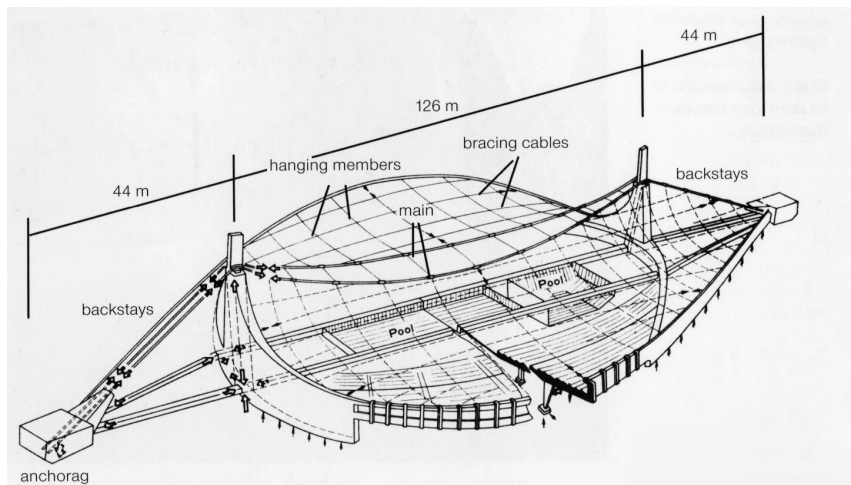 44 m
126 m
bracing cables
hanging members
backstays
44 m
main
Pool
backstays
Pool
anchorag